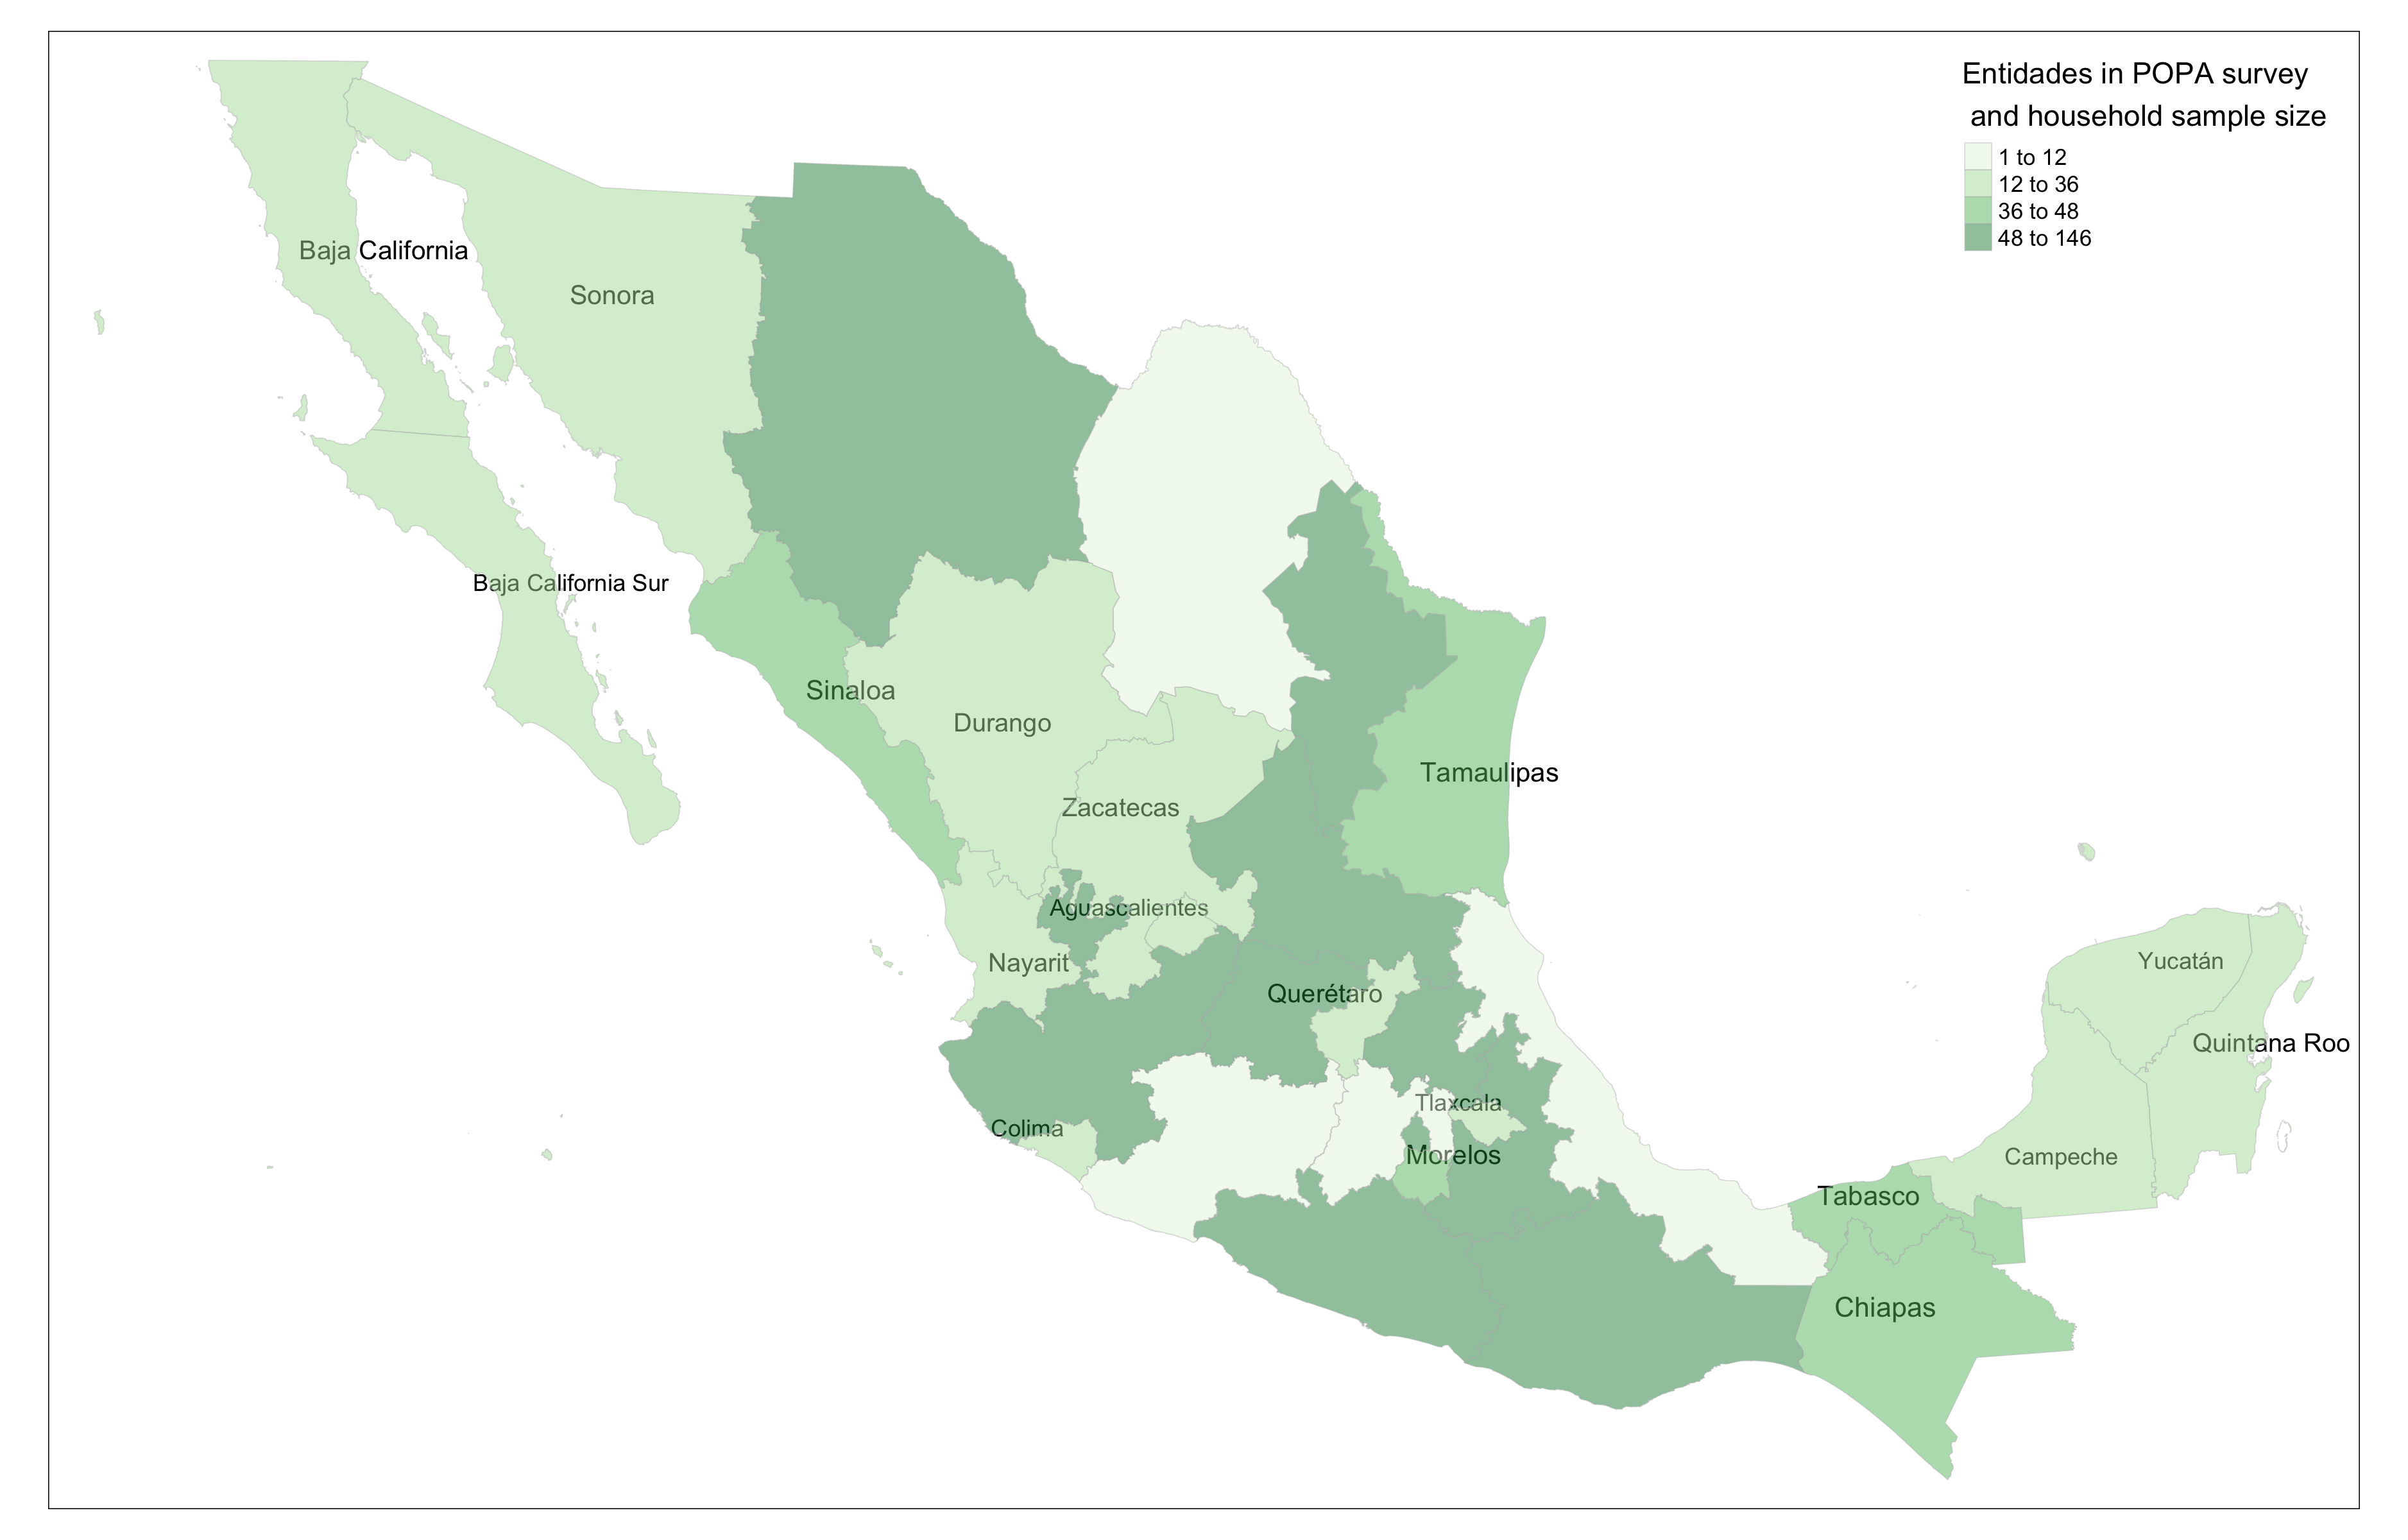 Entidades in POPA survey
and household sample size
1 to 12
12 to 36
36 to 48
48 to 146
Baja California
Sonora
Baja California Sur
Sinaloa
Durango
Tamaulipas
Zacatecas
Aguascalientes
Nayarit
Yucatán
Querétaro
Quintana Roo
Tlaxcala
Colima
Morelos
Campeche
Tabasco
Chiapas